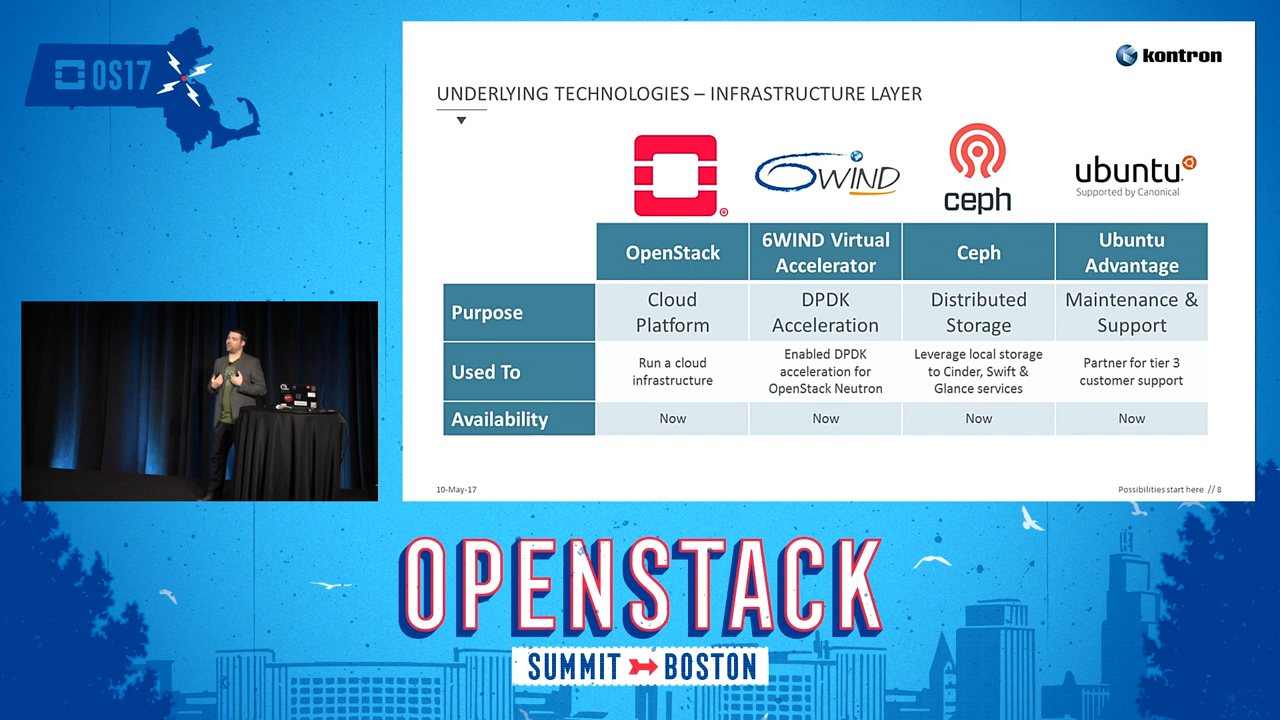 OS17
kontron
UNDERLYING TECHNOLOGIES – INFRASTRUCTURE LAYER
®
6WIND
ceph
ubuntu
Supported by Canonical
OpenStack
6WIND Virtual
Accelerator
Ceph
Ubuntu
Advantage
Purpose
Cloud
Platform
DPDK
Acceleration
Distributed
Storage
Maintenance &
Support
Used To
Run a cloud
infrastructure
Enabled DPDK
acceleration for
OpenStack Neutron
Leverage local storage
to Cinder, Swift &
Glance services
Partner for tier 3
customer support
Availability
Now
Now
Now
Now
10-May-17
Possibilities start here // 8
OPENSTACK
SUMMIT BOSTON